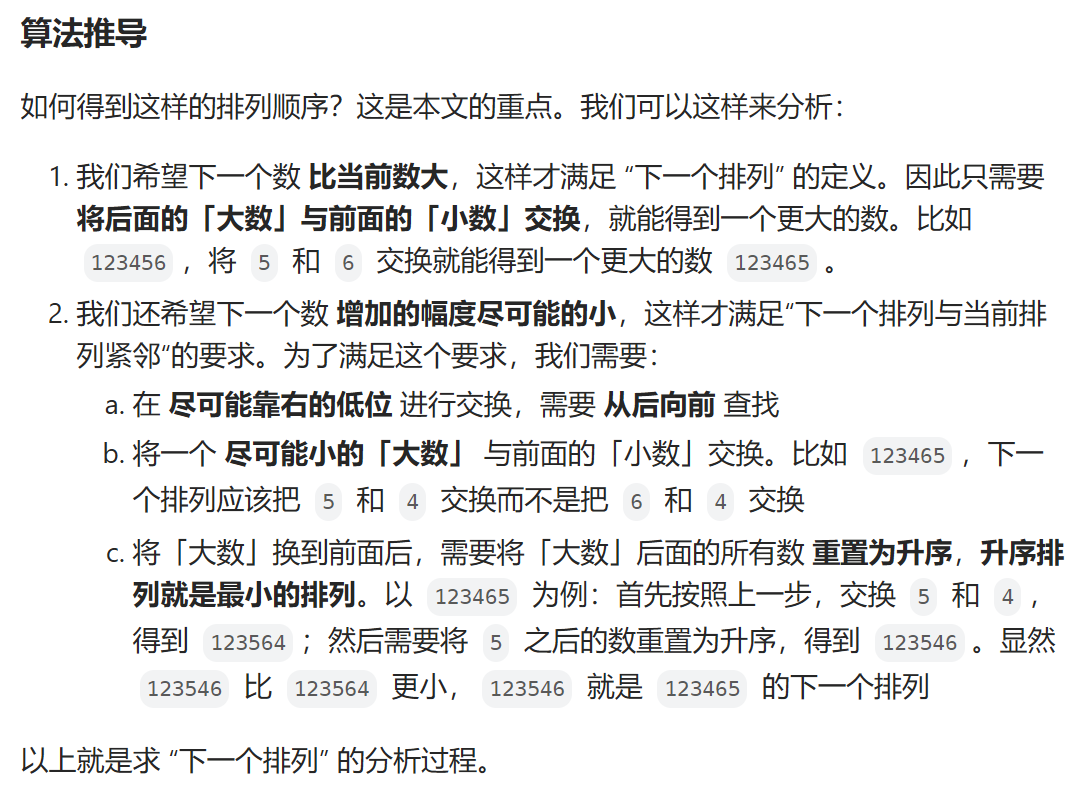 算法推导
如何得到这样的排列顺序？这是本文的重点。我们可以这样来分析：
1. 我们希望下一个数 比当前数大，这样才满足 “下一个排列” 的定义。因此只需要
将后面的「大数」与前面的「小数」交换，就能得到一个更大的数。比如
123456 ，将 5 和 6 交换就能得到一个更大的数 123465 。
2. 我们还希望下一个数 增加的幅度尽可能的小，这样才满足“下一个排列与当前排
列紧邻“的要求。为了满足这个要求，我们需要：
a. 在 尽可能靠右的低位 进行交换，需要 从后向前 查找
b. 将一个 尽可能小的「大数」 与前面的「小数」交换。比如 123465 ，下一
个排列应该把 5 和 4 交换而不是把 6 和 4 交换
c. 将「大数」换到前面后，需要将「大数」后面的所有数 重置为升序，升序排
列就是最小的排列。以 123465 为例：首先按照上一步，交换 5 和 4 ，
得到 123564 ；然后需要将 5 之后的数重置为升序，得到 123546 。显然
123546 比 123564 更小， 123546 就是 123465 的下一个排列
以上就是求 “下一个排列” 的分析过程。